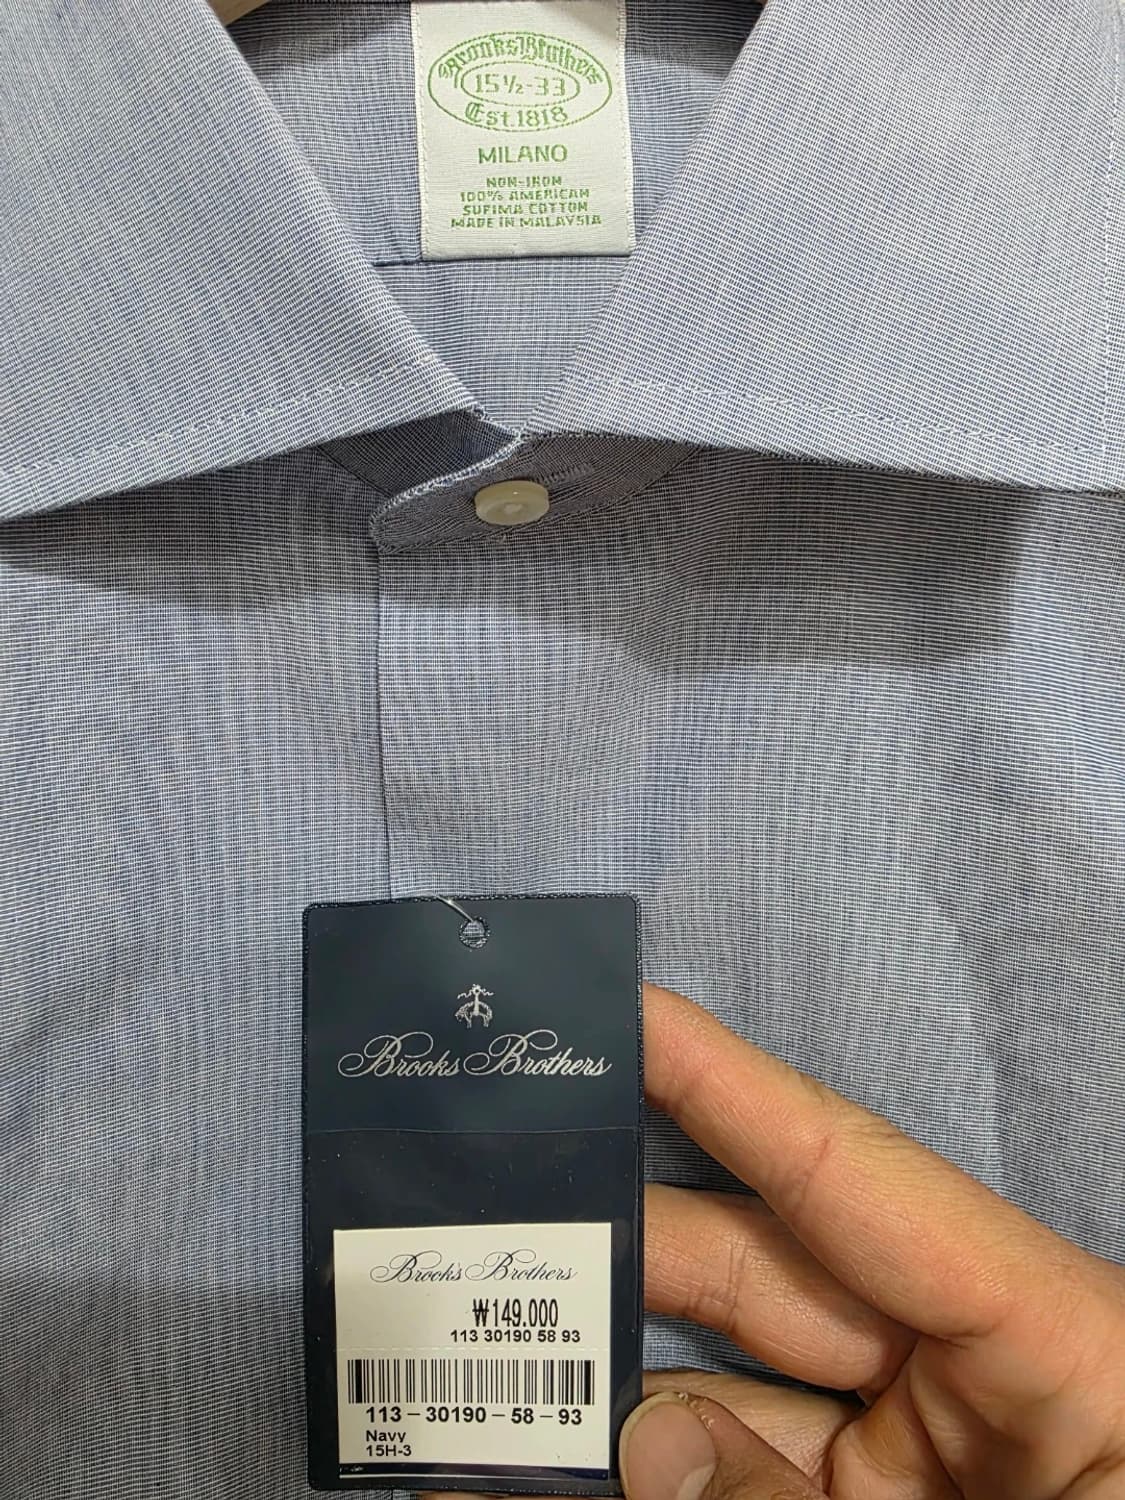 Brooks Brothers
15½-33
Est.1818
MILANO
NON-IRON
100% AMERICAN
SUPIMA COTTON
MADE IN MALAYSIA
Brooks Brothers
Brooks Brothers
₩149.000
113 30190 58 93
113-30190-58-93
Navy
15H-3